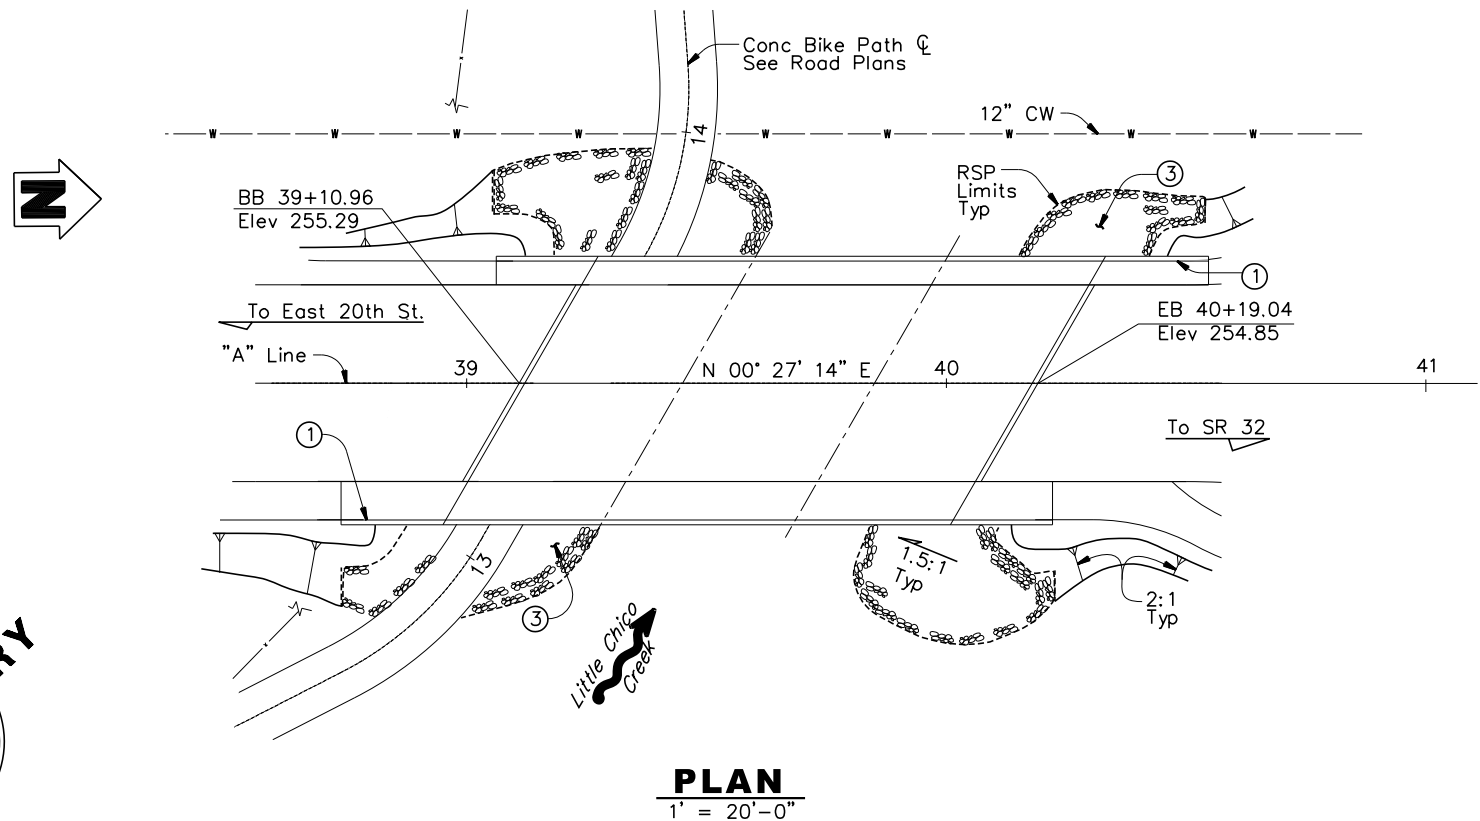 Conc Bike Path ℄
See Road Plans
12" CW
W W W W W W W W W
14
N
RSP
Limits
Typ
3
BB 39+10.96
Elev 255.29
1
To East 20th St.
EB 40+19.04
Elev 254.85
"A" Line
39
N 00° 27' 14" E
40
41
To SR 32
1
13
1.5:1
Typ
2:1
Typ
3
Little Chico
Creek
RY
PLAN
1' = 20'-0"